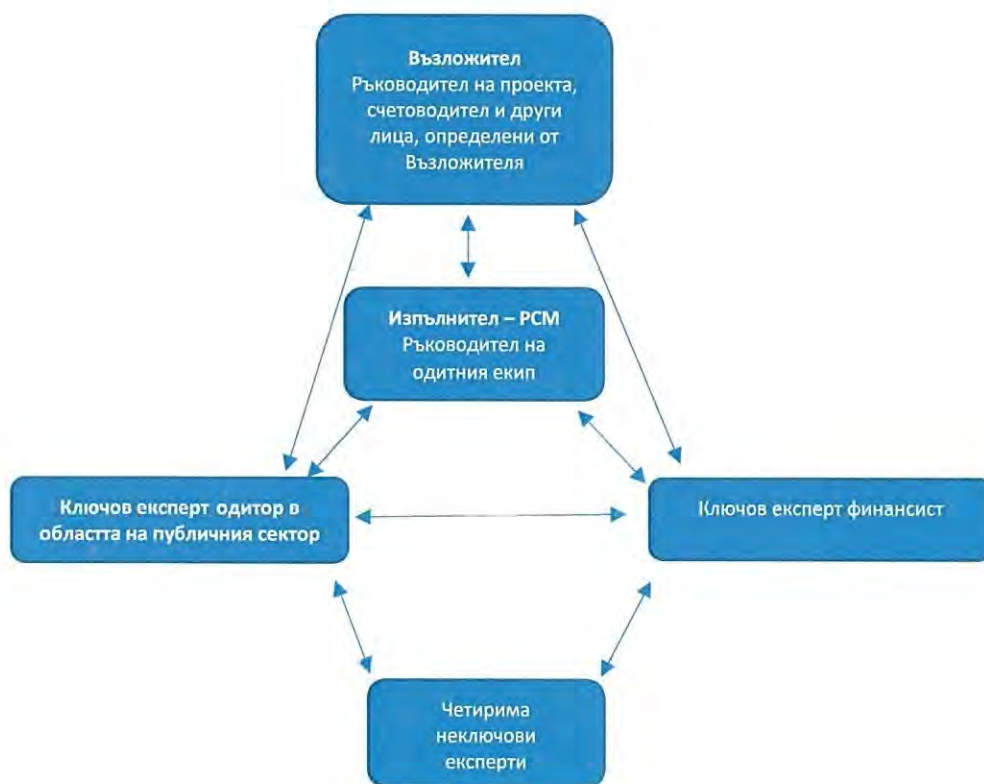 Възложител
Ръководител на проекта,
счетоводител и други
лица, определени от
Възложителя
Изпълнител – РСМ
Ръководител на
одитния екип
Ключов експерт одитор в
областта на публичния сектор
Ключов експерт финансист
Четирима
неключови
експерти